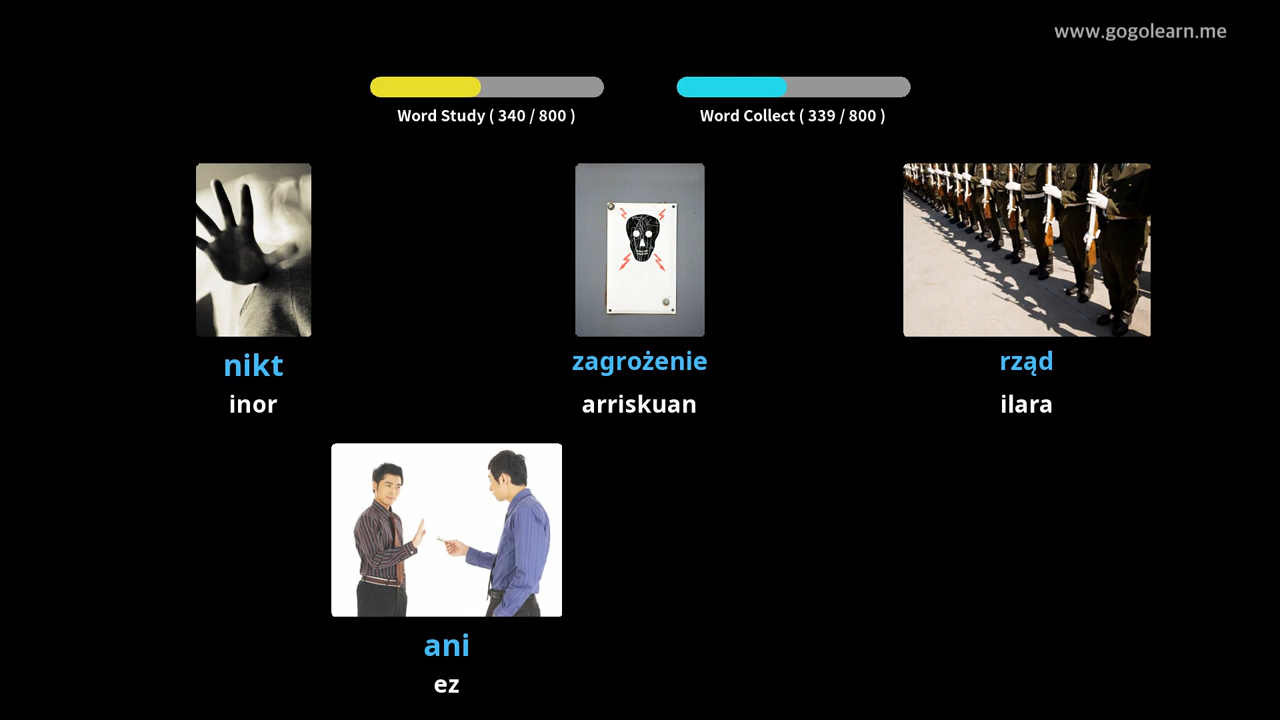 www.gogolearn.me
Word Study ( 340 / 800 )
Word Collect ( 339 / 800 )
nikt
inor
zagrożenie
arriskuan
rząd
ilara
ani
ez